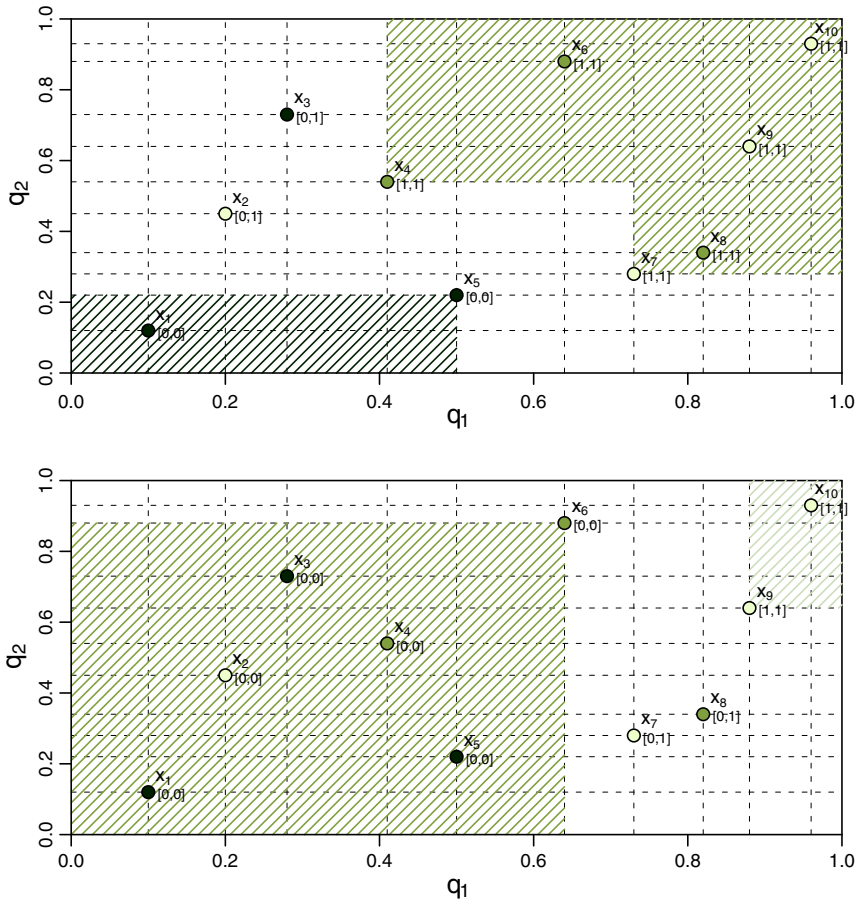 1.0
x10
[1,1]
x6
[1,1]
0.8
x3
[0,1]
x9
[1,1]
0.6
x4
[1,1]
q2
x2
[0,1]
0.4
x8
[1,1]
x7
[1,1]
x5
[0,0]
0.2
x1
[0,0]
0.0
0.0 0.2 0.4 0.6 0.8 1.0
q1
1.0
x10
[1,1]
x6
[0,0]
0.8
x3
[0,0]
x9
[1,1]
0.6
x4
[0,0]
q2
x2
[0,0]
0.4
x8
[0,1]
x7
[0,1]
x5
[0,0]
0.2
x1
[0,0]
0.0
0.0 0.2 0.4 0.6 0.8 1.0
q1